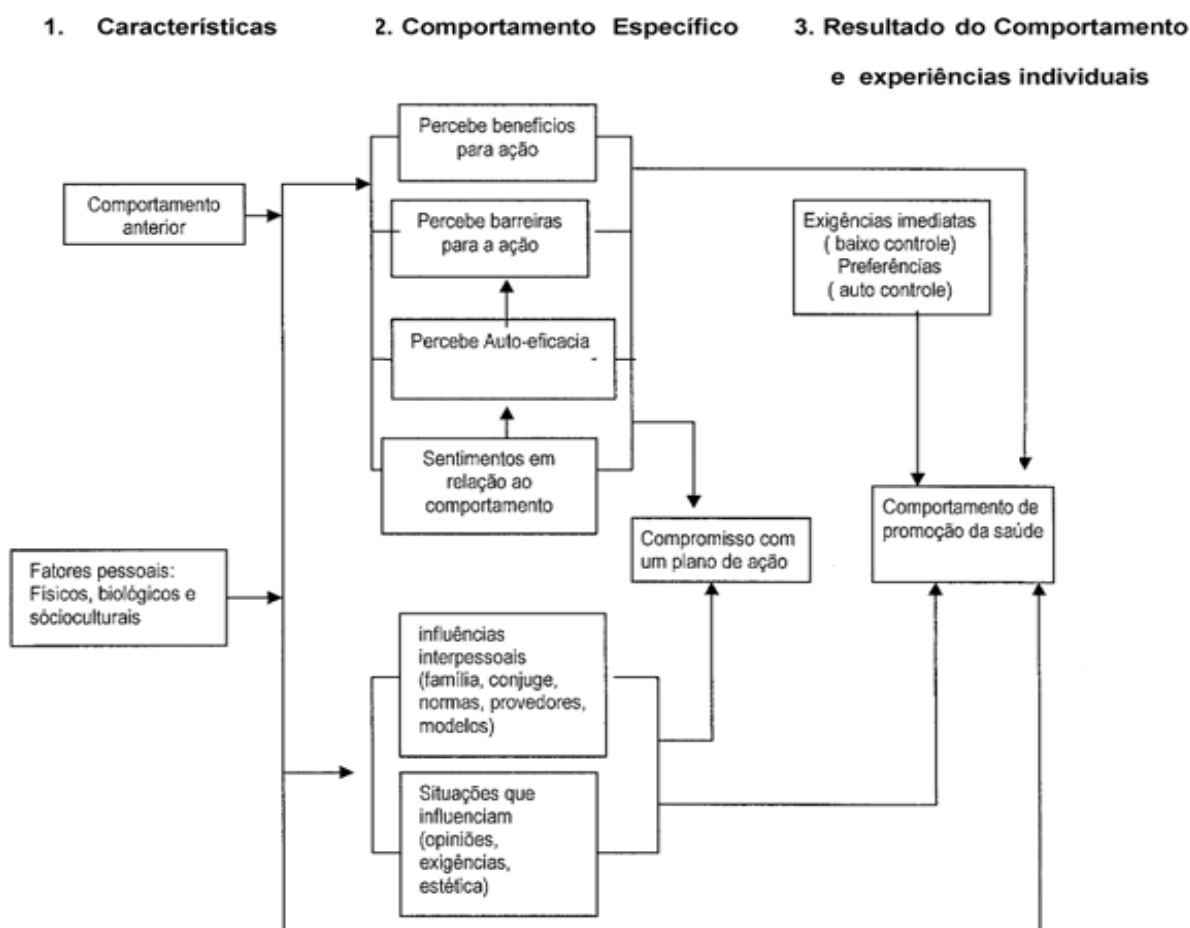 1. Características
2. Comportamento Específico
3. Resultado do Comportamento
e experiências individuais
Comportamento
anterior
Fatores pessoais:
Fisicos, biológicos e
sócioculturais
Percebe beneficios
para ação
Percebe barreiras
para a ação
Percebe Auto-eficacia
Sentimentos em
relação ao
comportamento
influências
interpessoais
(família, conjuge,
normas, provedores,
modelos)
Situações que
influenciam
(opiniões,
exigências,
estética)
Compromisso com
um plano de ação
Exigências imediatas
( baixo controle)
Preferências
( auto controle)
Comportamento de
promoção da saúde